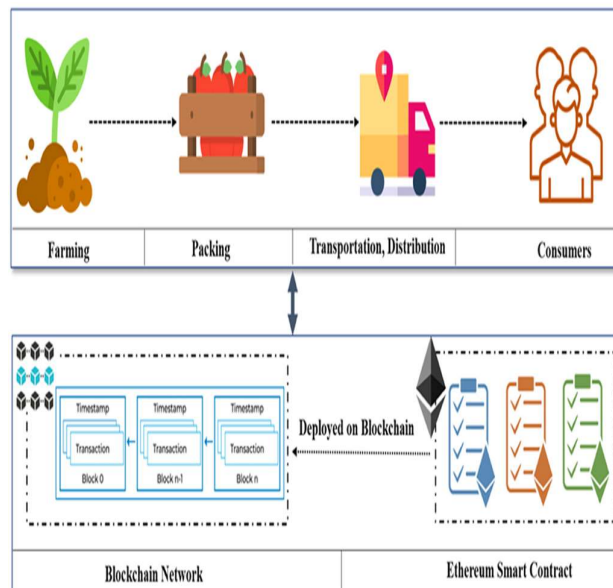 Farming
Packing
Transportation, Distribution
Consumers
Timestamp
Timestamp
Timestamp
Transaction
Transaction
Transaction
Block 0
Block n-1
Block n
Deployed on Blockchain
Blockchain Network
Ethereum Smart Contract